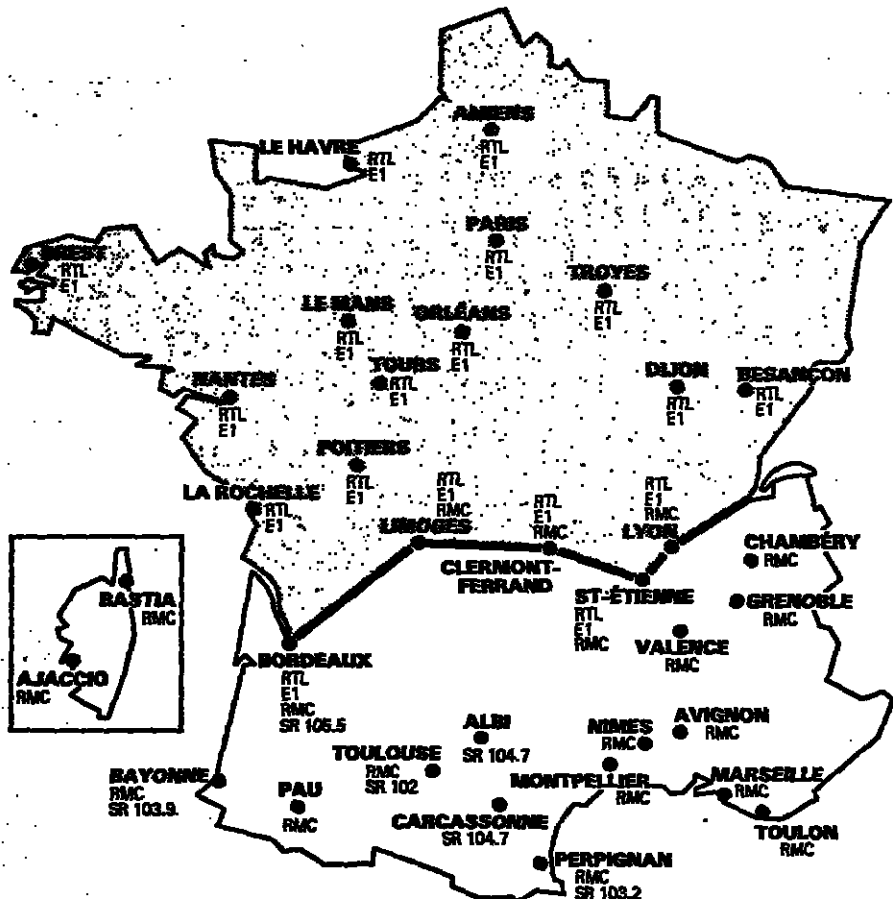 AMIENS
RTL
E1
LE HAVRE
RTL
E1
PARIS
RTL
E1
BREST
RTL
E1
TROYES
RTL
E1
LE MANS
RTL
E1
ORLÉANS
RTL
E1
TOURS
RTL
E1
NANTES
RTL
E1
DIJON
RTL
E1
BESANÇON
RTL
E1
POITIERS
RTL
E1
LA ROCHELLE
RTL
E1
RTL
E1
RMC
LIMOGES
RTL
E1
RMC
CLERMONT-
FERRAND
RTL
E1
RMC
LYON
CHAMBÉRY
RMC
ST-ÉTIENNE
RTL
E1
RMC
GRENOBLE
RMC
VALENCE
RMC
BASTIA
RMC
AJACCIO
RMC
BORDEAUX
RTL
E1
RMC
SR 105.5
ALBI
SR 104.7
NIMES
RMC
AVIGNON
RMC
TOULOUSE
RMC
SR 102
MONTPELLIER
RMC
MARSEILLE
RMC
BAYONNE
RMC
SR 103.9.
PAU
RMC
CARCASSONNE
SR 104.7
TOULON
RMC
PERPIGNAN
RMC
SR 103.2